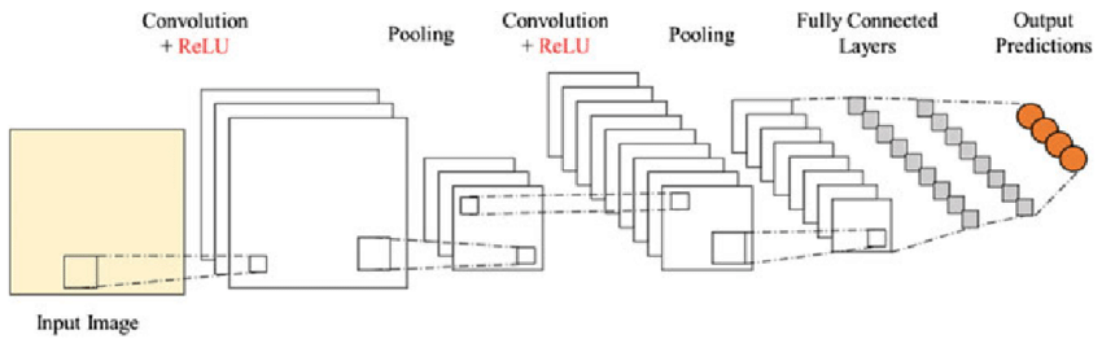 Convolution
+ ReLU
Pooling
Convolution
+ ReLU
Pooling
Fully Connected
Layers
Output
Predictions
Input Image